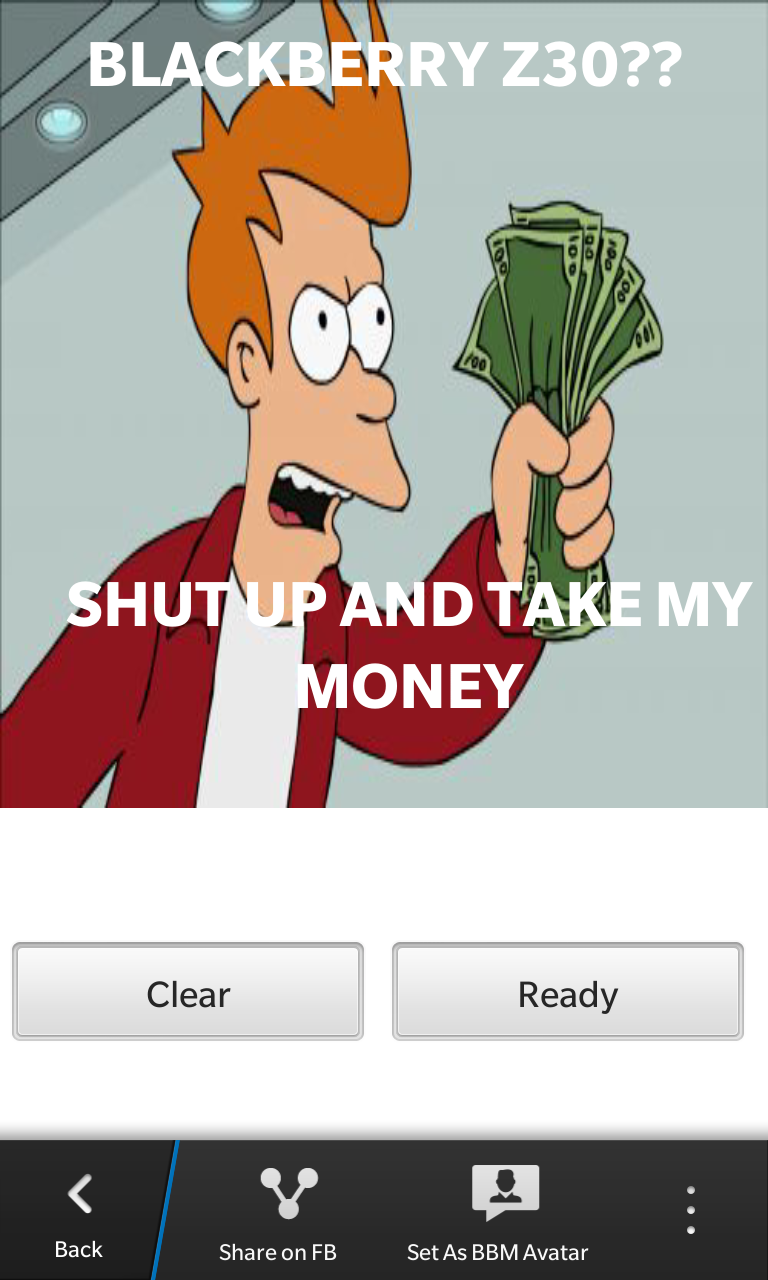 BLACKBERRY Z30??
SHUT UP AND TAKE MY
MONEY
Clear
Ready
Back
Share on FB
Set As BBM Avatar